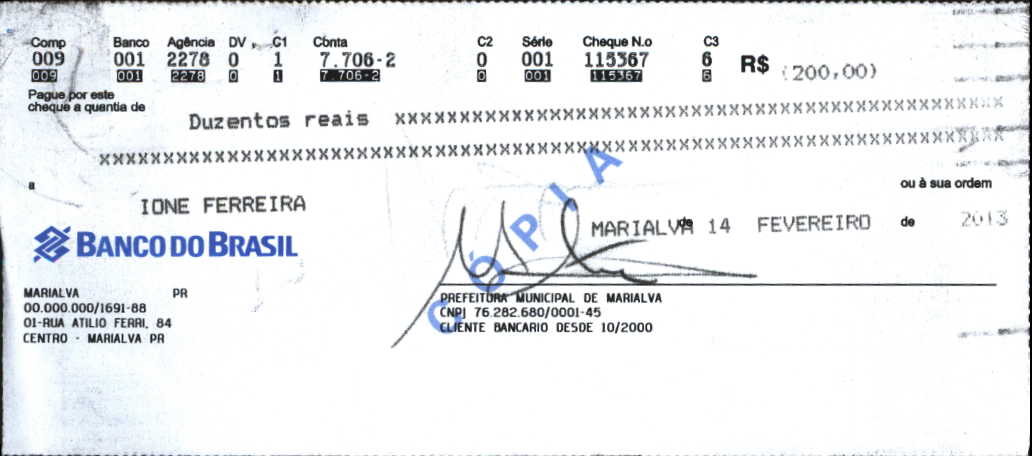 Comp Banco Agência DV C1 Conta C2 Série Cheque N.o C3
009 001 2278 0 1 7.706-2 0 001 115367 6 R$ (200,00)
009 001 2278 0 1 7.706-2 0 001 115367 6
Pague por este
cheque a quantia de
Duzentos reais xxxxxxxxxxxxxxxxxxxxxxxxxxxxxxxxxxxxxxxxxxxxxxxxxxxxxx
xxxxxxxxxxxxxxxxxxxxxxxxxxxxxxxxxxxxxxxxxxxxxxxxxxxxxxxxxxxxxxxxxxxxxxxx
a ou à sua ordem
IONE FERREIRA
MARIALVA de 14 FEVEREIRO de 2013
CÓPIA
BANCO DO BRASIL
MARIALVA PR
00.000.000/1691-88
01-RUA ATILIO FERRI, 84
CENTRO - MARIALVA PR
PREFEITURA MUNICIPAL DE MARIALVA
CNPJ 76.282.680/0001-45
CLIENTE BANCARIO DESDE 10/2000